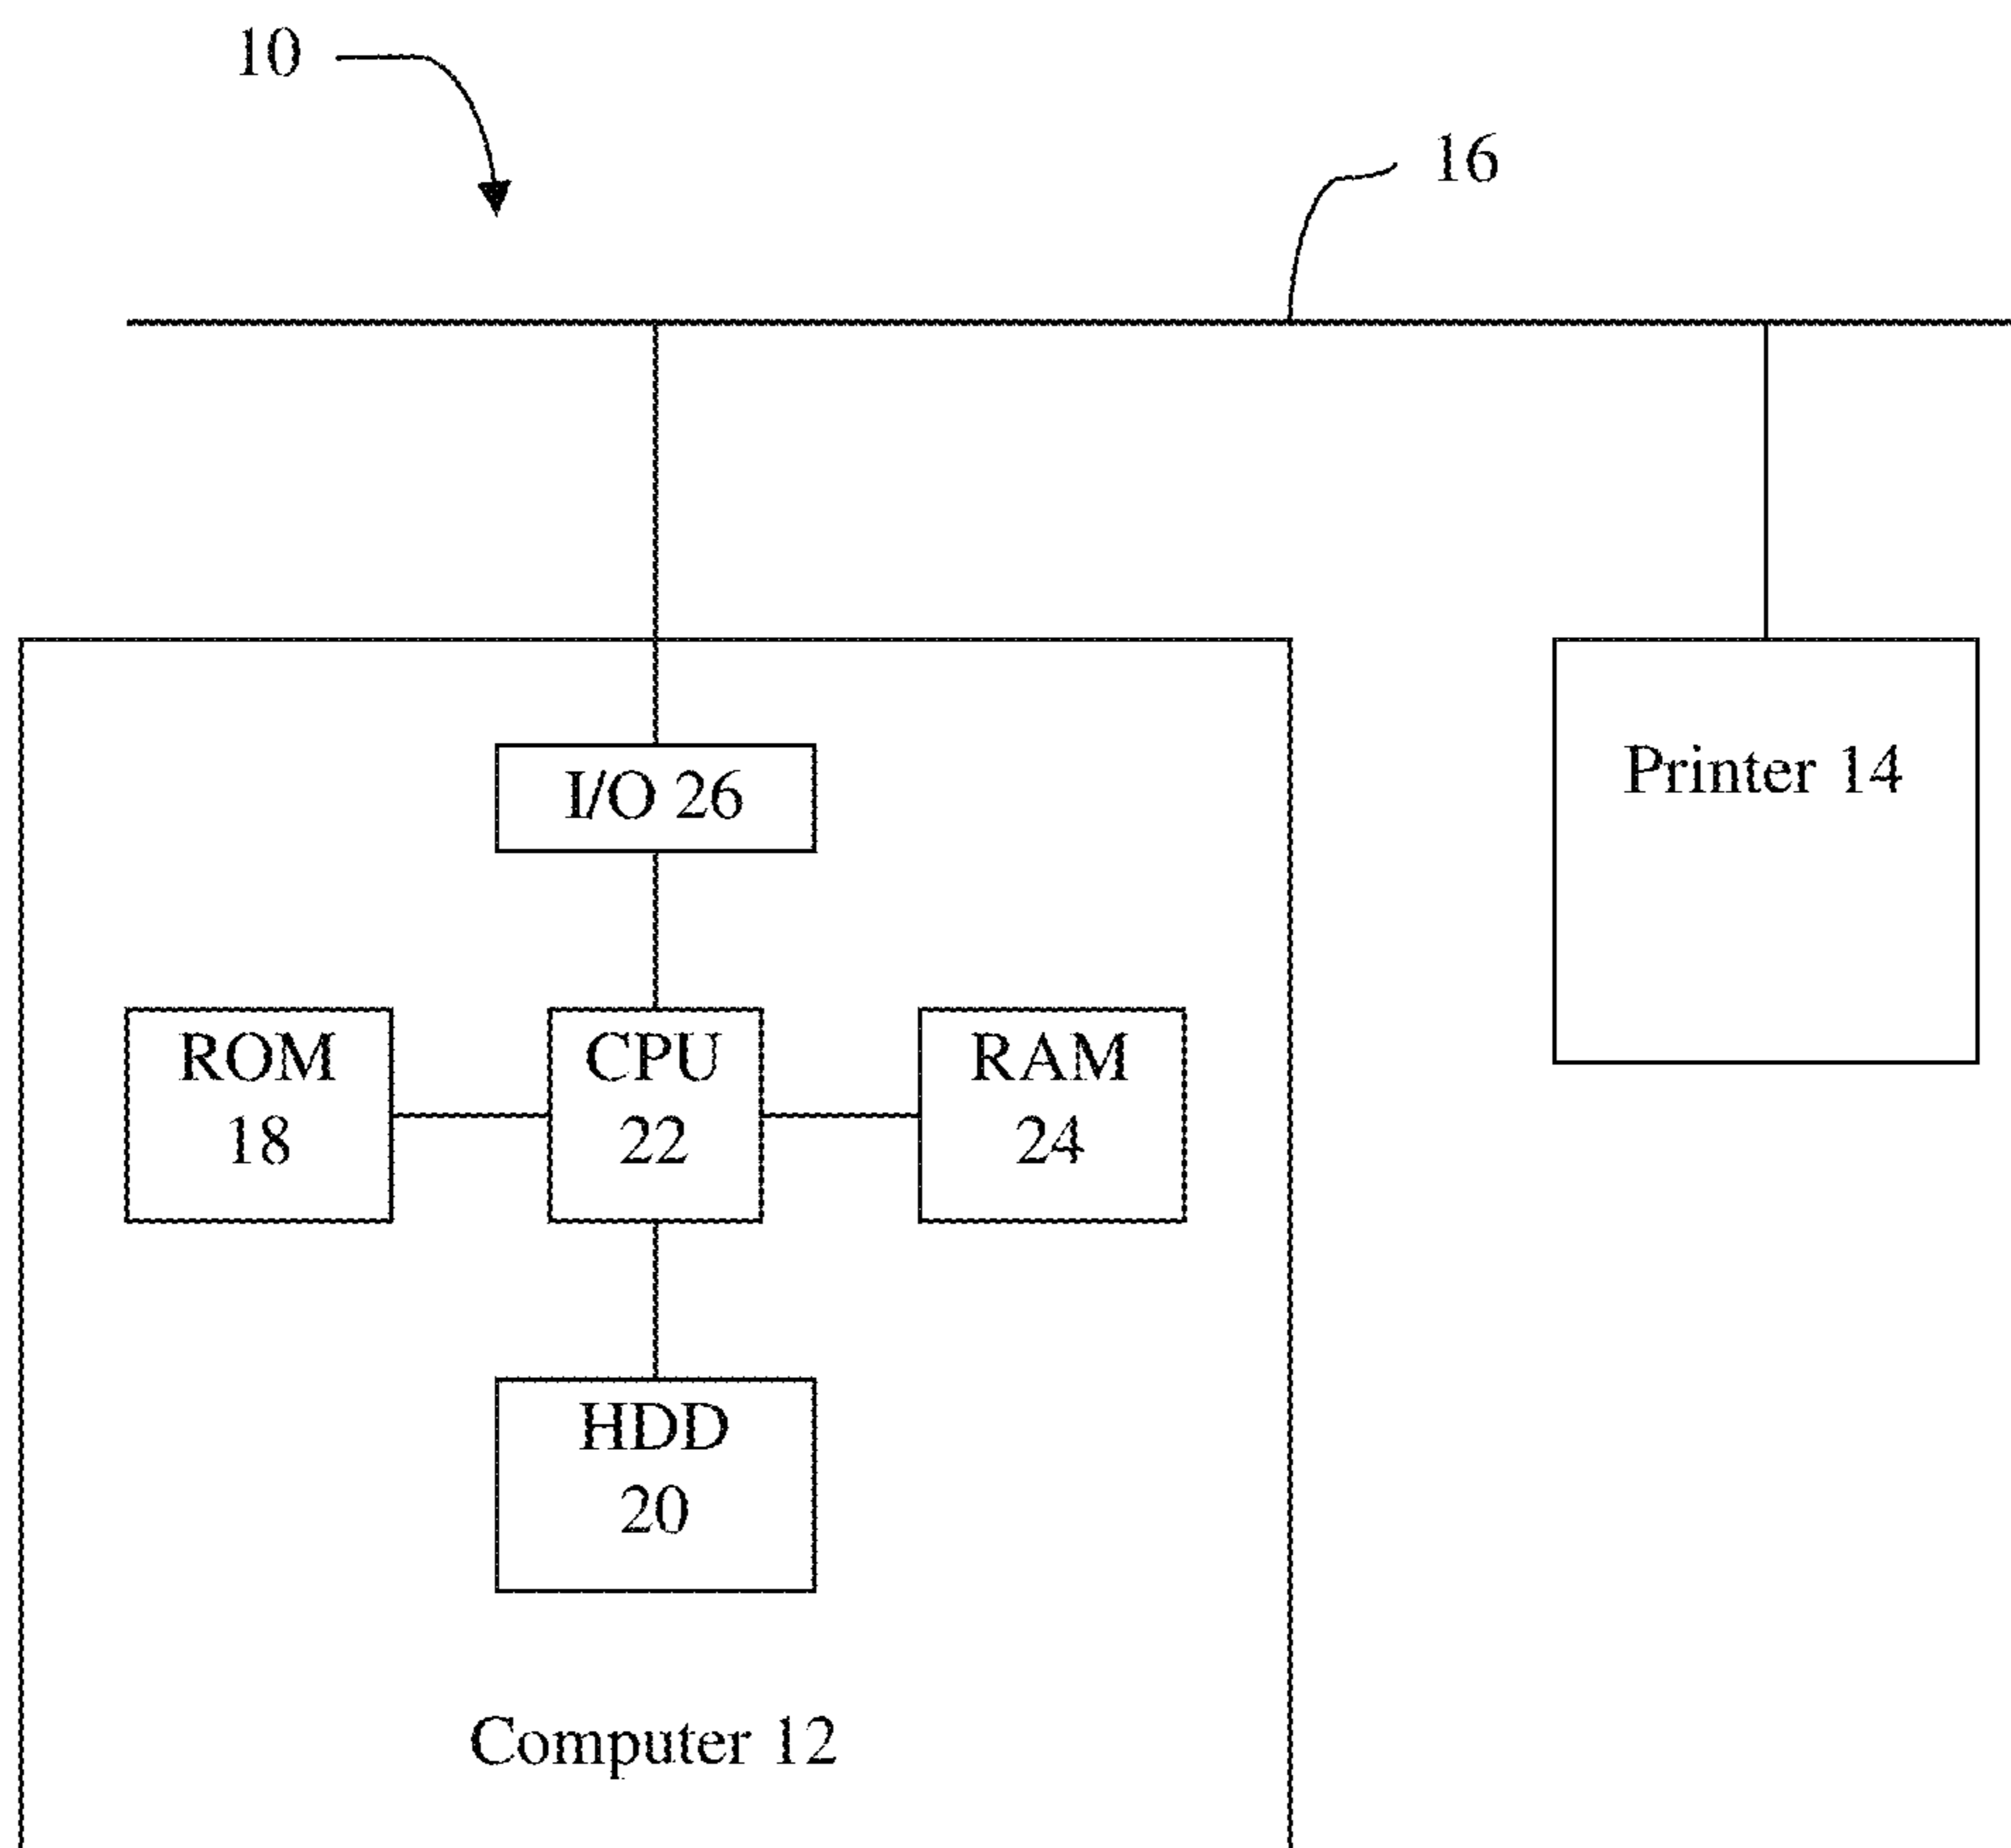 10
16
I/O 26
Printer 14
ROM
18
CPU
22
RAM
24
HDD
20
Computer 12